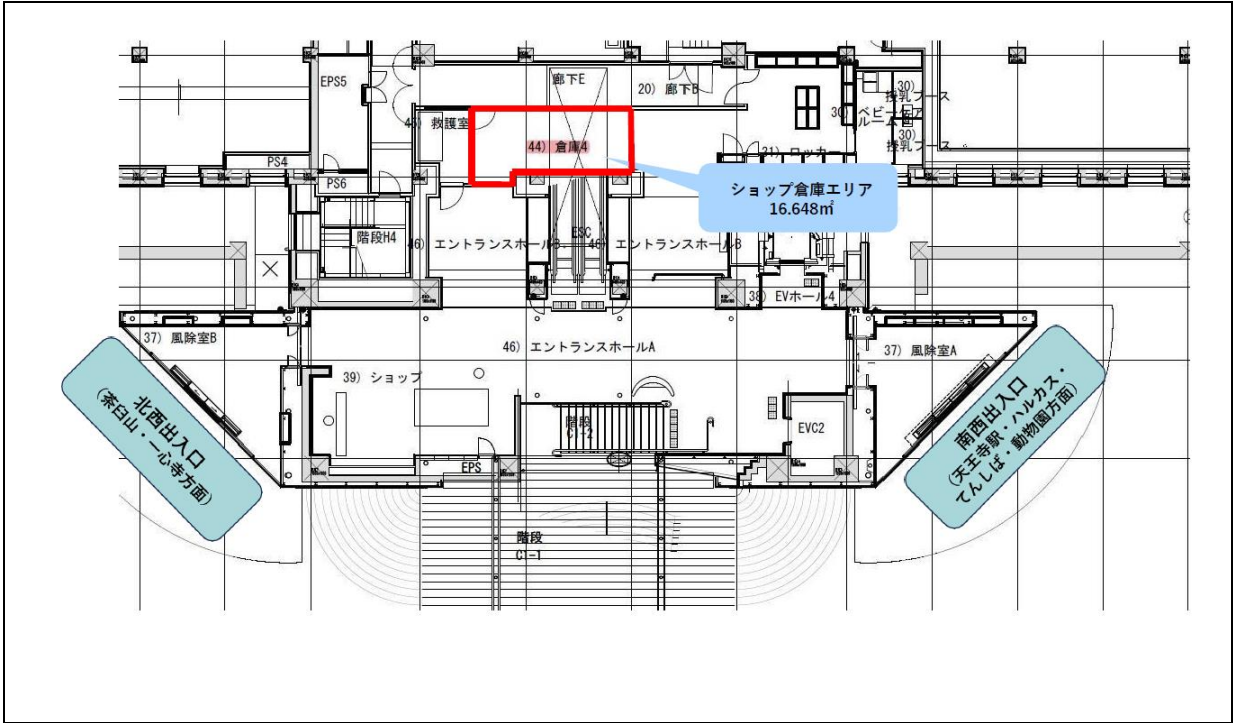 EPS5
廊下E
20) 廊下B
30)
授乳ブース
30) ベビーケア
ルーム
30)
授乳ブース
45) 救護室
44) 倉庫4
31) ロッカー
PS4
PS6
ショップ倉庫エリア
16.648㎡
階段H4
46) エントランスホールB
ESC
46) エントランスホールB
38) EVホール4
37) 風除室B
46) エントランスホールA
37) 風除室A
39) ショップ
北西出入口
(茶臼山・一心寺方面)
南西出入口
(天王寺駅・ハルカス・
てんしば・動物園方面)
階段
C1-2
EVC2
EPS
階段
C1-1